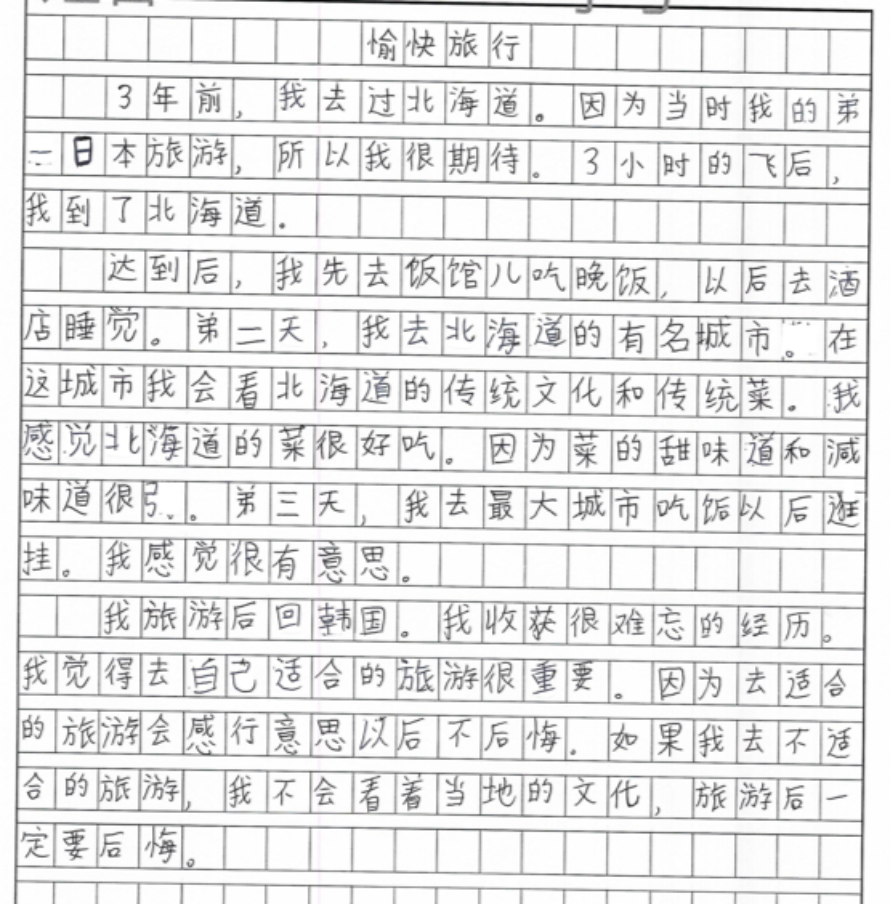 愉快旅行
3年前，我去过北海道。因为当时我的弟
一日本旅游，所以我很期待。3小时的飞后，
我到了北海道。
达到后，我先去饭馆儿吃晚饭，以后去酒
店睡觉。弟二天，我去北海道的有名城市。在
这城市我会看北海道的传统文化和传统菜。我
感觉北海道的菜很好吃。因为菜的甜味道和减
味道很。弟三天，我去最大城市吃饭以后逛
挂。我感觉很有意思。
我旅游后回韩国。我收获很难忘的经历。
我觉得去自己适合的旅游很重要。因为去适合
的旅游会感行意思以后不后悔。如果我去不适
合的旅游，我不会看着当地的文化，旅游后一
定要后悔。